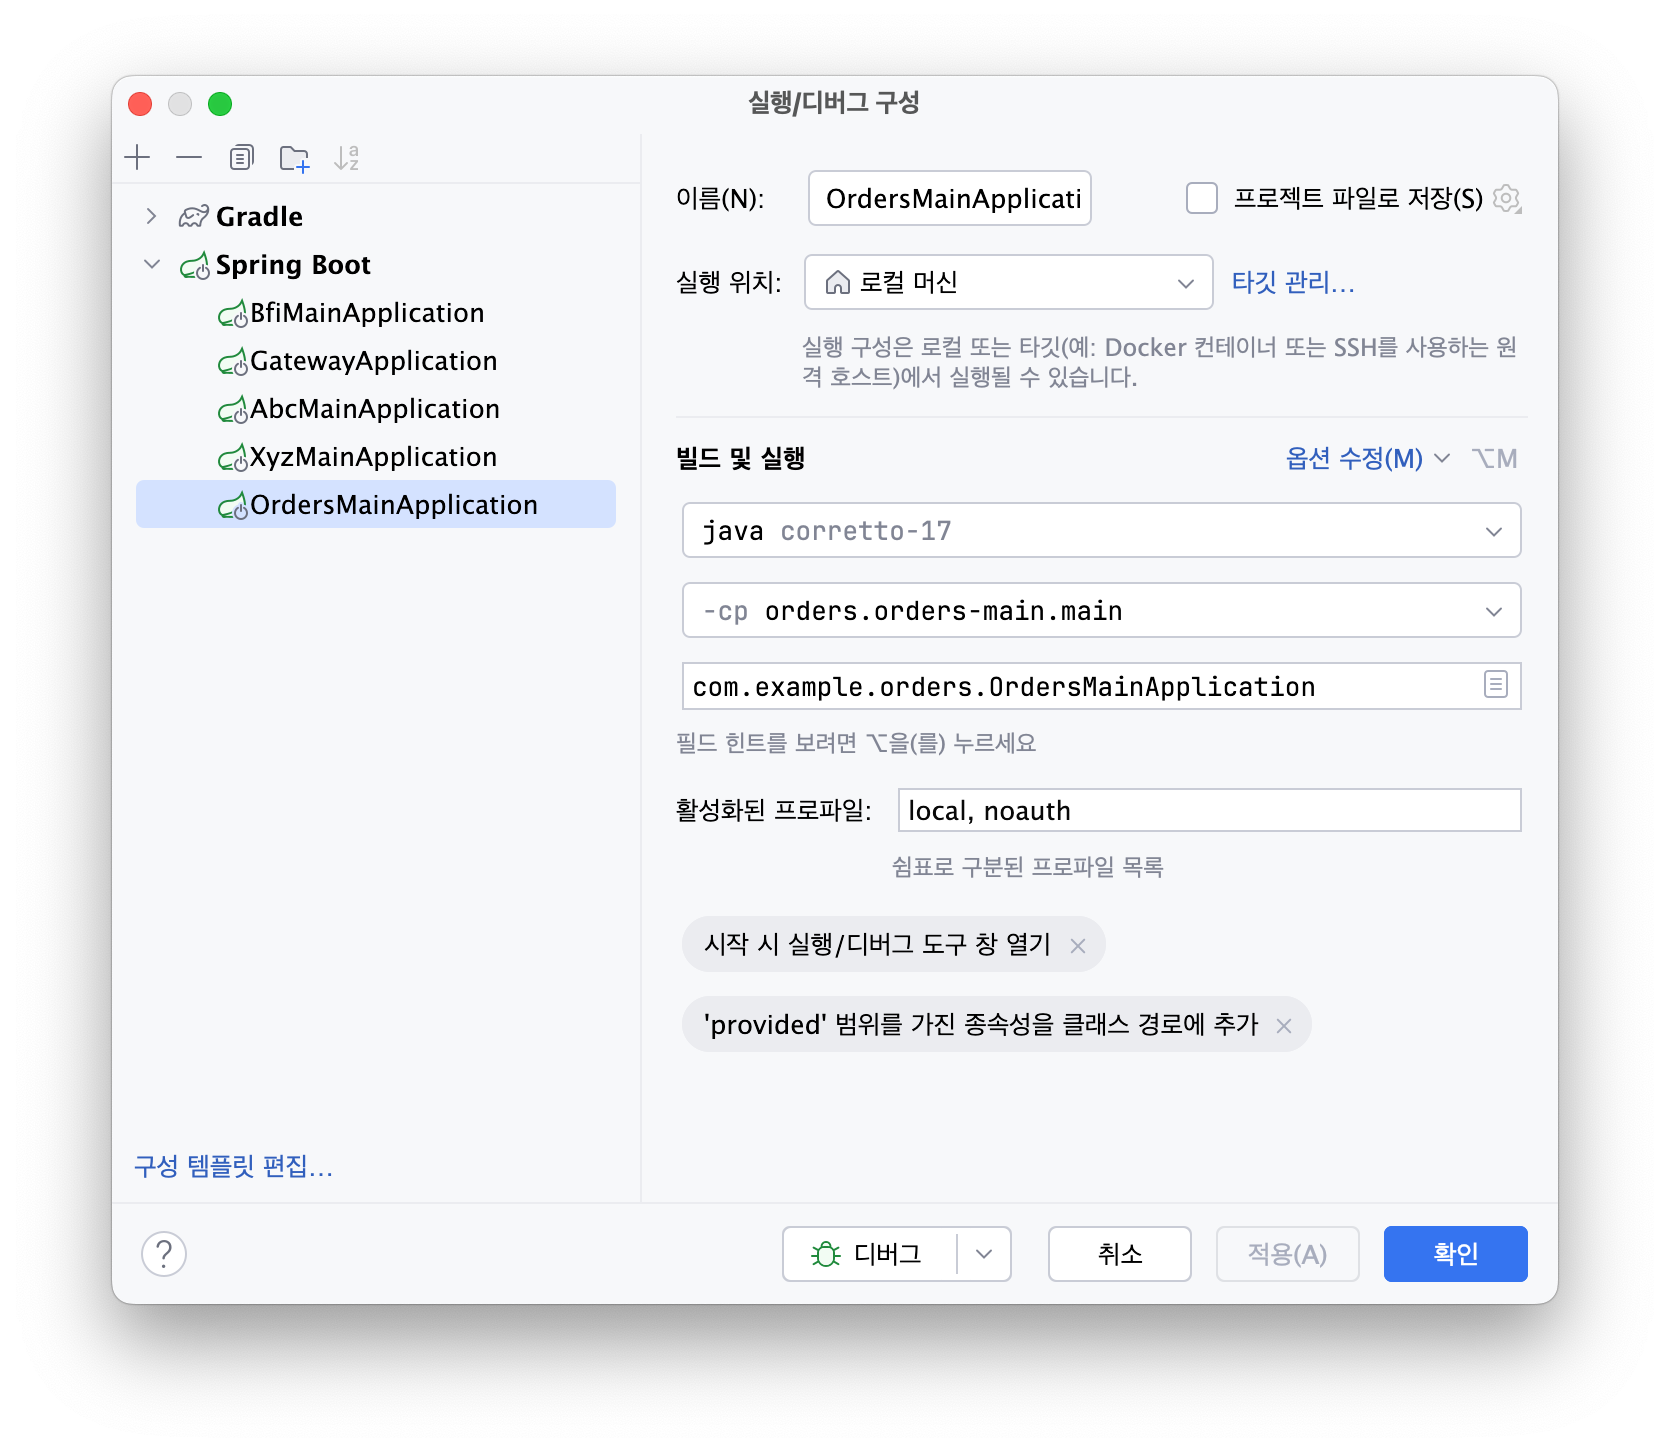 실행/디버그 구성
Gradle
Spring Boot
BfiMainApplication
GatewayApplication
AbcMainApplication
XyzMainApplication
OrdersMainApplication
구성 템플릿 편집...
이름(N): OrdersMainApplicati 프로젝트 파일로 저장(S)
실행 위치: 로컬 머신 타깃 관리...
실행 구성은 로컬 또는 타깃(예: Docker 컨테이너 또는 SSH를 사용하는 원
격 호스트)에서 실행될 수 있습니다.
빌드 및 실행 옵션 수정(M) ⌥M
java corretto-17
-cp orders.orders-main.main
com.example.orders.OrdersMainApplication
필드 힌트를 보려면 ⌥을(를) 누르세요
활성화된 프로파일: local, noauth
쉼표로 구분된 프로파일 목록
시작 시 실행/디버그 도구 창 열기
'provided' 범위를 가진 종속성을 클래스 경로에 추가
? 디버그 취소 적용(A) 확인